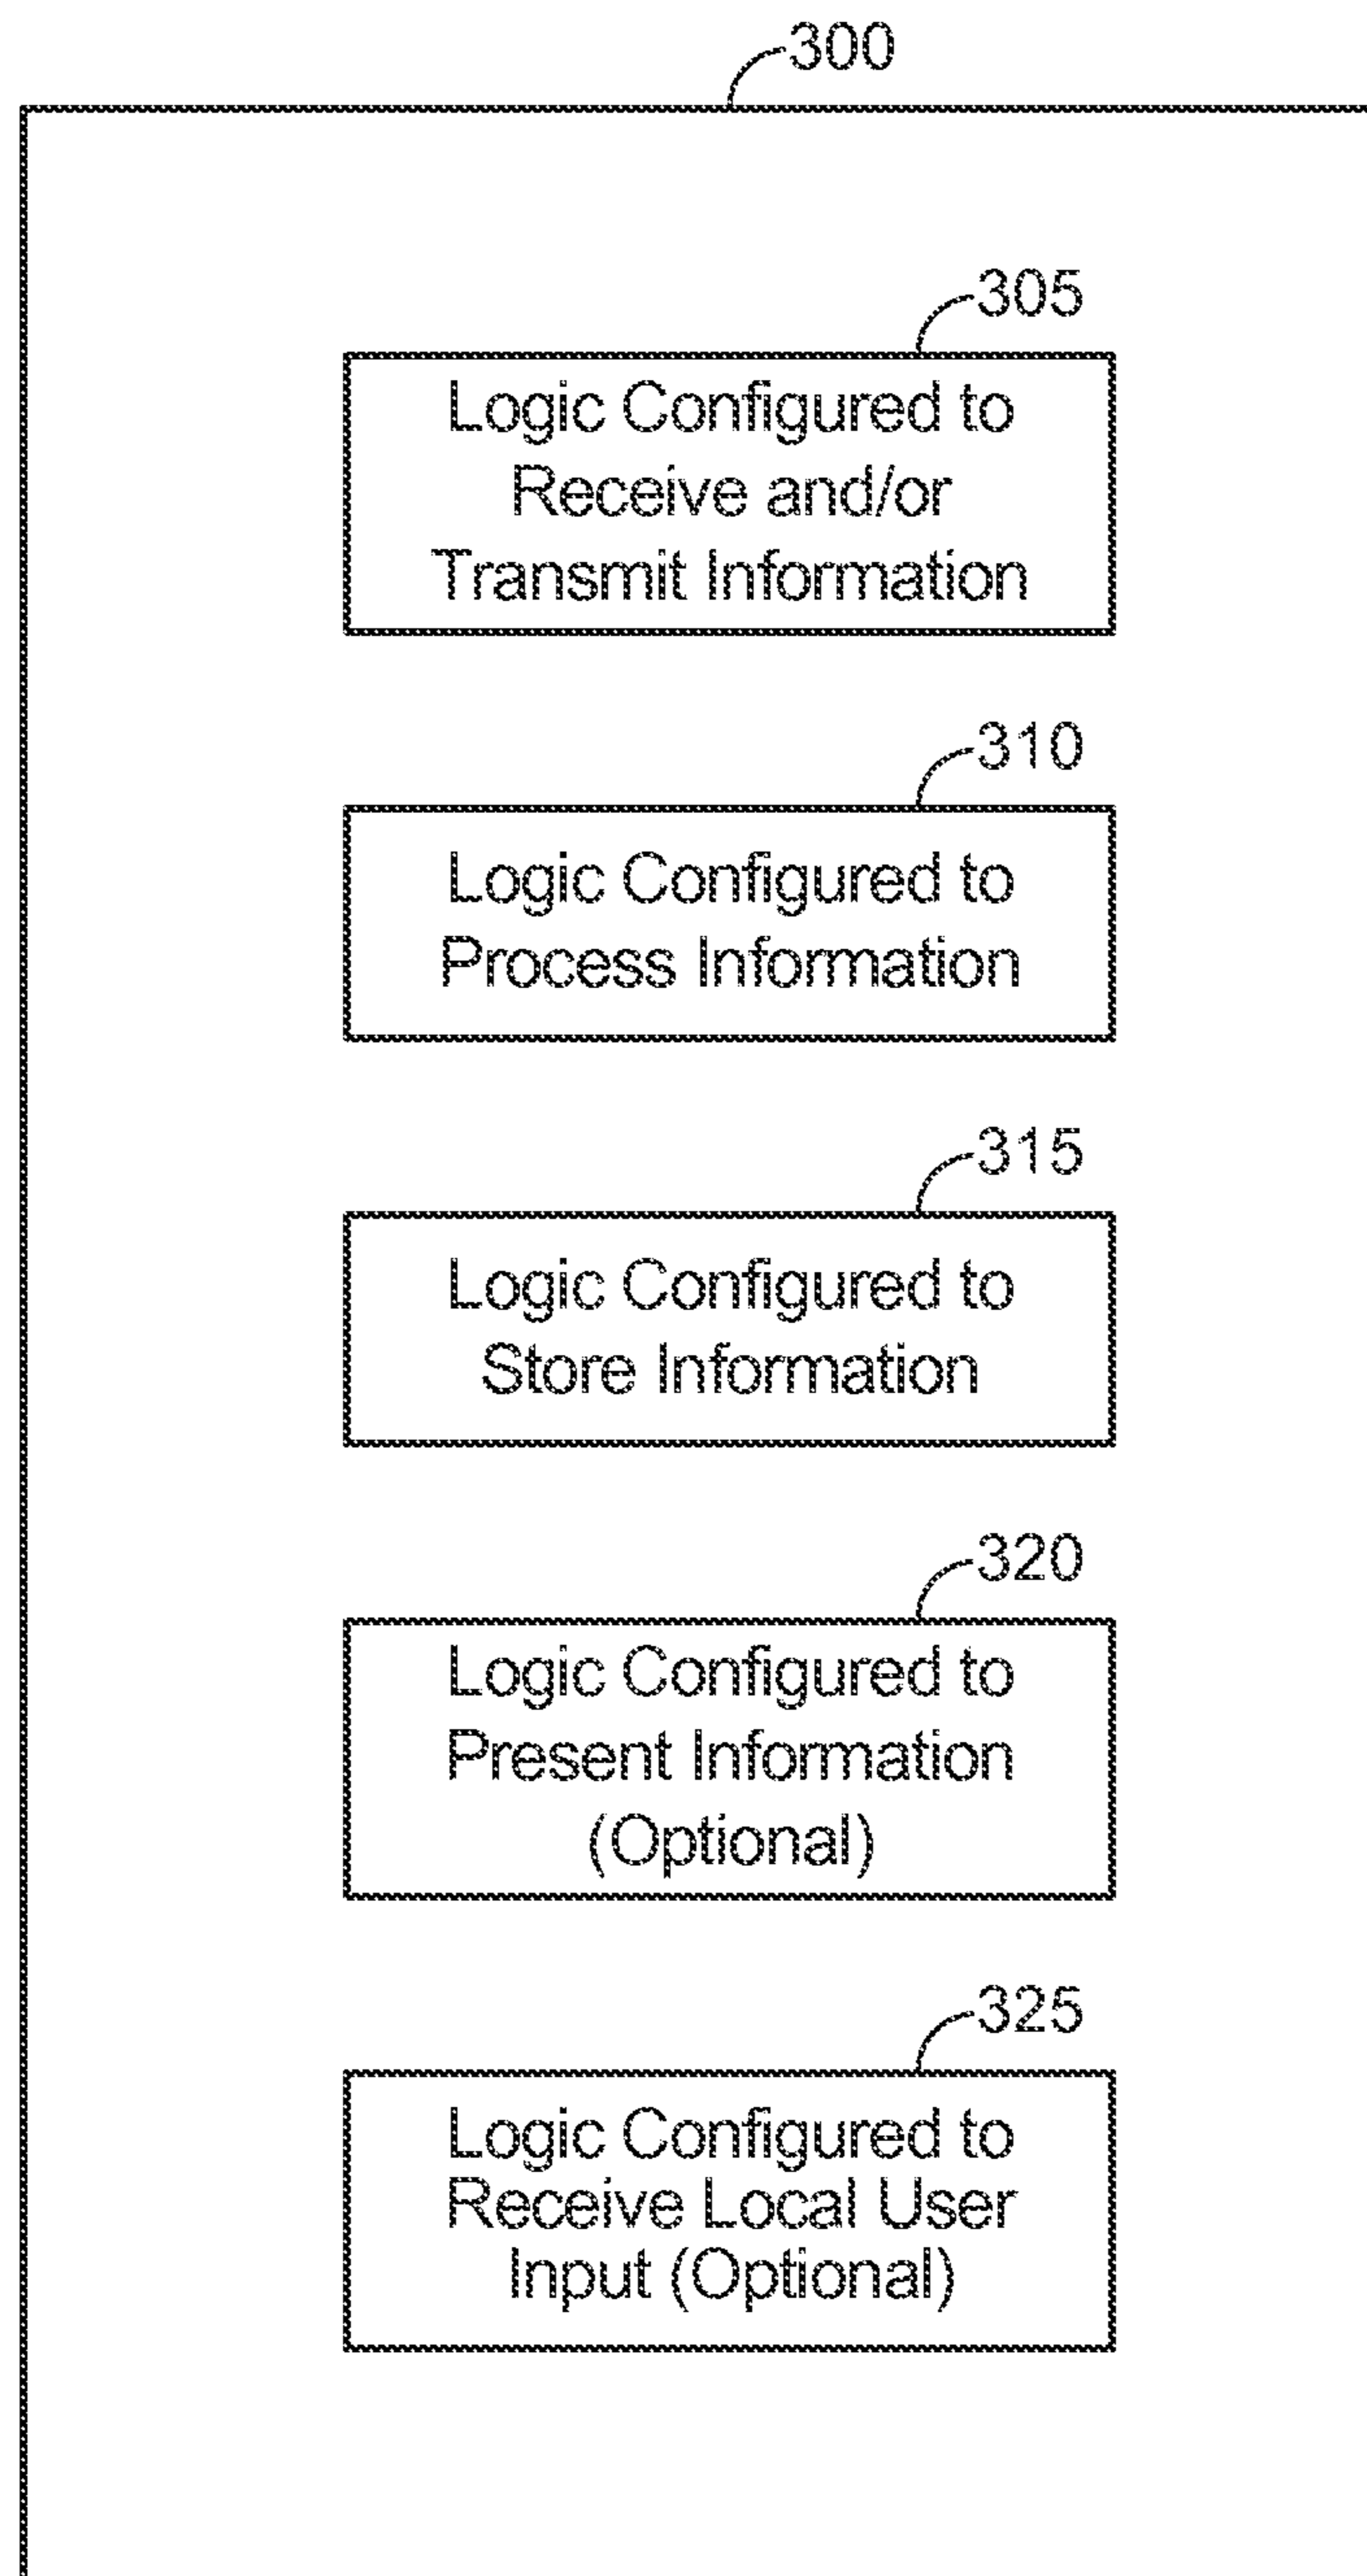 300
305
Logic Configured to
Receive and/or
Transmit Information
310
Logic Configured to
Process Information
315
Logic Configured to
Store Information
320
Logic Configured to
Present Information
(Optional)
325
Logic Configured to
Receive Local User
Input (Optional)